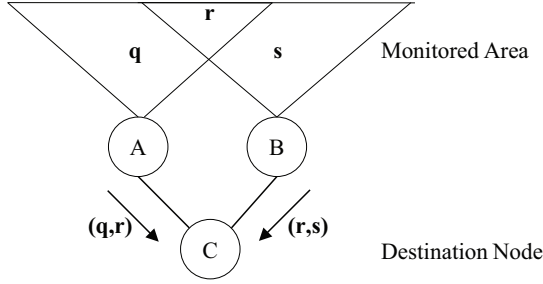 r
q
s
Monitored Area
A
B
(q,r)
(r,s)
C
Destination Node